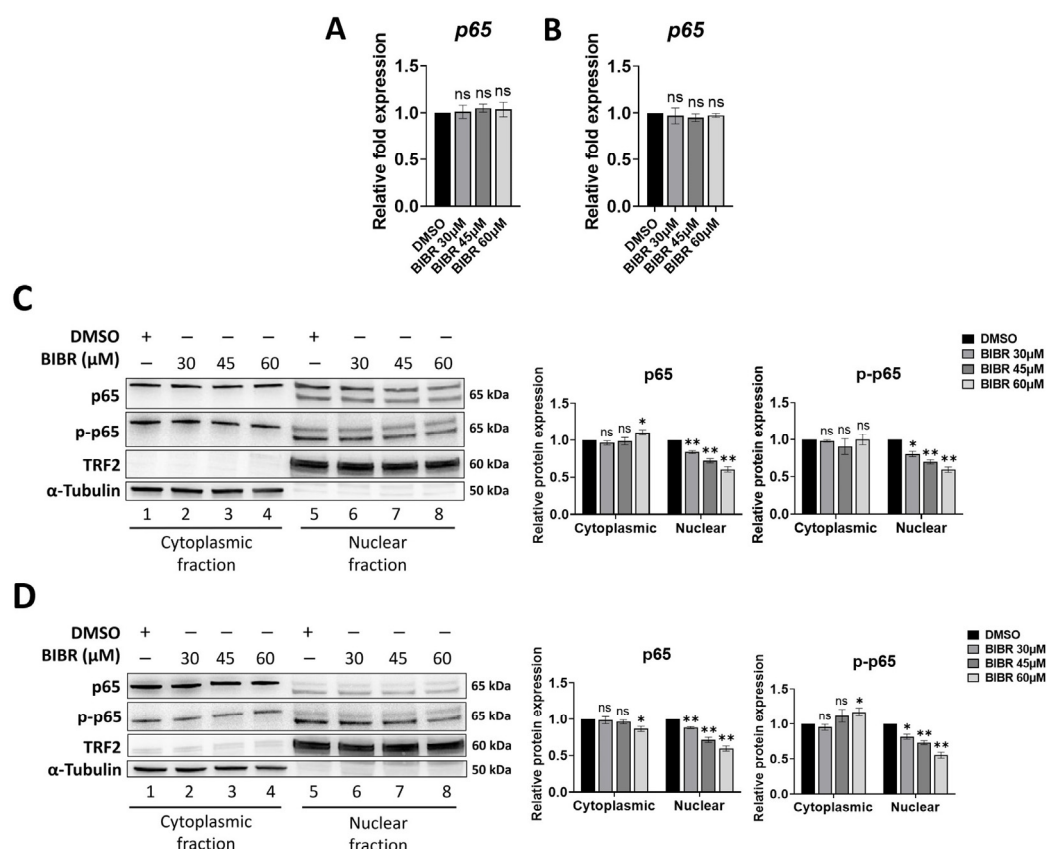 A
p65
Relative fold expression
1.5
1.0
0.5
0.0
ns ns ns
DMSO
BIBR 30µM
BIBR 45µM
BIBR 60µM
B
p65
Relative fold expression
1.5
1.0
0.5
0.0
ns ns ns
DMSO
BIBR 30µM
BIBR 45µM
BIBR 60µM
C
DMSO + – – – + – – –
BIBR (µM) – 30 45 60 – 30 45 60
p65 65 kDa
p-p65 65 kDa
TRF2 60 kDa
α-Tubulin 50 kDa
1 2 3 4 5 6 7 8
Cytoplasmic fraction
Nuclear fraction
p65
Relative protein expression
1.5
1.0
0.5
0.0
ns ns * ** ** **
Cytoplasmic Nuclear
p-p65
Relative protein expression
1.5
1.0
0.5
0.0
ns ns ns * ** **
Cytoplasmic Nuclear
DMSO
BIBR 30µM
BIBR 45µM
BIBR 60µM
D
DMSO + – – – + – – –
BIBR (µM) – 30 45 60 – 30 45 60
p65 65 kDa
p-p65 65 kDa
TRF2 60 kDa
α-Tubulin 50 kDa
1 2 3 4 5 6 7 8
Cytoplasmic fraction
Nuclear fraction
p65
Relative protein expression
1.5
1.0
0.5
0.0
ns ns * ** ** **
Cytoplasmic Nuclear
p-p65
Relative protein expression
1.5
1.0
0.5
0.0
ns ns * * ** **
Cytoplasmic Nuclear
DMSO
BIBR 30µM
BIBR 45µM
BIBR 60µM